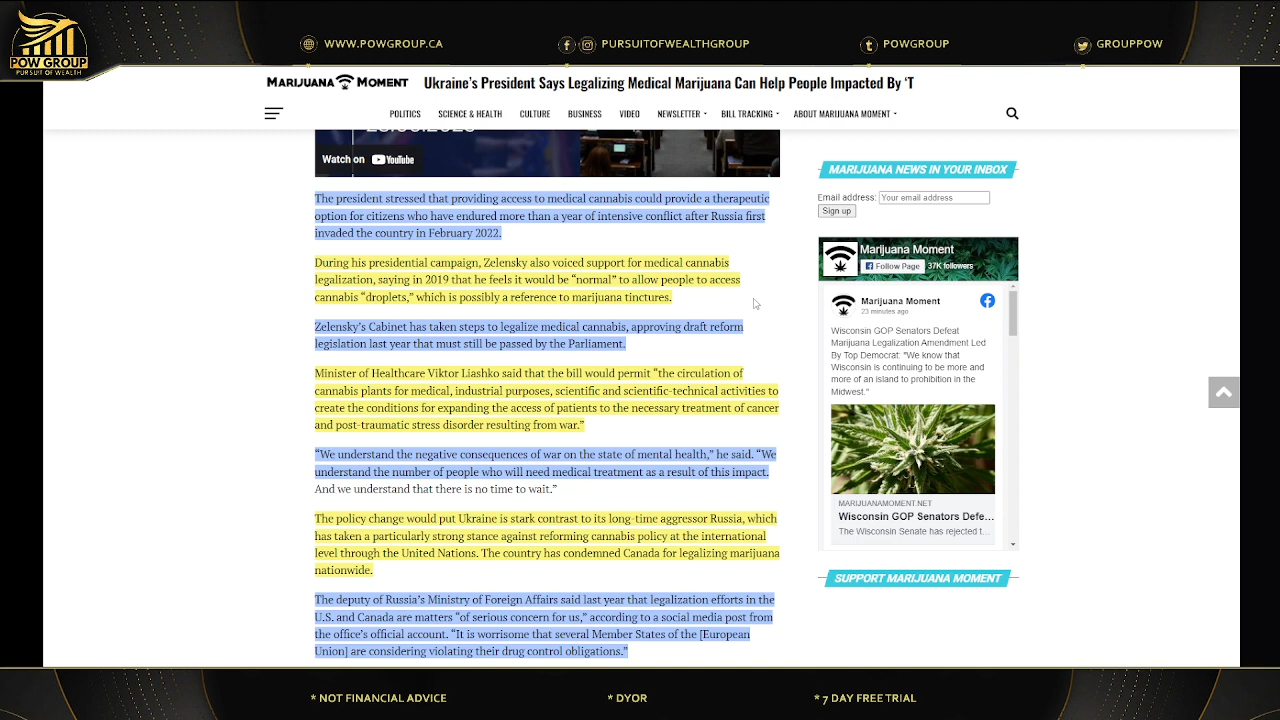 POW GROUP
PURSUIT OF WEALTH
WWW.POWGROUP.CA
PURSUITOFWEALTHGROUP
POWGROUP
GROUPPOW
MARIJUANA MOMENT
Ukraine's President Says Legalizing Medical Marijuana Can Help People Impacted By 'T
POLITICS SCIENCE & HEALTH CULTURE BUSINESS VIDEO NEWSLETTER BILL TRACKING ABOUT MARIJUANA MOMENT
Watch on YouTube
The president stressed that providing access to medical cannabis could provide a therapeutic
option for citizens who have endured more than a year of intensive conflict after Russia first
invaded the country in February 2022.
During his presidential campaign, Zelensky also voiced support for medical cannabis
legalization, saying in 2019 that he feels it would be “normal” to allow people to access
cannabis “droplets,” which is possibly a reference to marijuana tinctures.
Zelensky’s Cabinet has taken steps to legalize medical cannabis, approving draft reform
legislation last year that must still be passed by the Parliament.
Minister of Healthcare Viktor Liashko said that the bill would permit “the circulation of
cannabis plants for medical, industrial purposes, scientific and scientific-technical activities to
create the conditions for expanding the access of patients to the necessary treatment of cancer
and post-traumatic stress disorder resulting from war.”
“We understand the negative consequences of war on the state of mental health,” he said. “We
understand the number of people who will need medical treatment as a result of this impact.
And we understand that there is no time to wait.”
The policy change would put Ukraine is stark contrast to its long-time aggressor Russia, which
has taken a particularly strong stance against reforming cannabis policy at the international
level through the United Nations. The country has condemned Canada for legalizing marijuana
nationwide.
The deputy of Russia’s Ministry of Foreign Affairs said last year that legalization efforts in the
U.S. and Canada are matters “of serious concern for us,” according to a social media post from
the office’s official account. “It is worrisome that several Member States of the [European
Union] are considering violating their drug control obligations.”
MARIJUANA NEWS IN YOUR INBOX
Email address: Your email address
Sign up
Marijuana Moment
Follow Page 37K followers
Marijuana Moment
23 minutes ago
Wisconsin GOP Senators Defeat
Marijuana Legalization Amendment Led
By Top Democrat: "We know that
Wisconsin is continuing to be more and
more of an island to prohibition in the
Midwest."
MARIJUANAMOMENT.NET
Wisconsin GOP Senators Defe...
The Wisconsin Senate has rejected t...
SUPPORT MARIJUANA MOMENT
* NOT FINANCIAL ADVICE
* DYOR
* 7 DAY FREE TRIAL